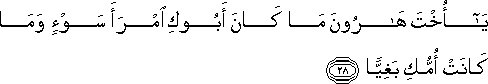 يَـٰٓأُخْتَ هَـٰرُونَ مَا كَانَ أَبُوكِ ٱمْرَأَ سَوْءٍ وَمَا
كَانَتْ أُمُّكِ بَغِيًّا ﴿٢٨﴾